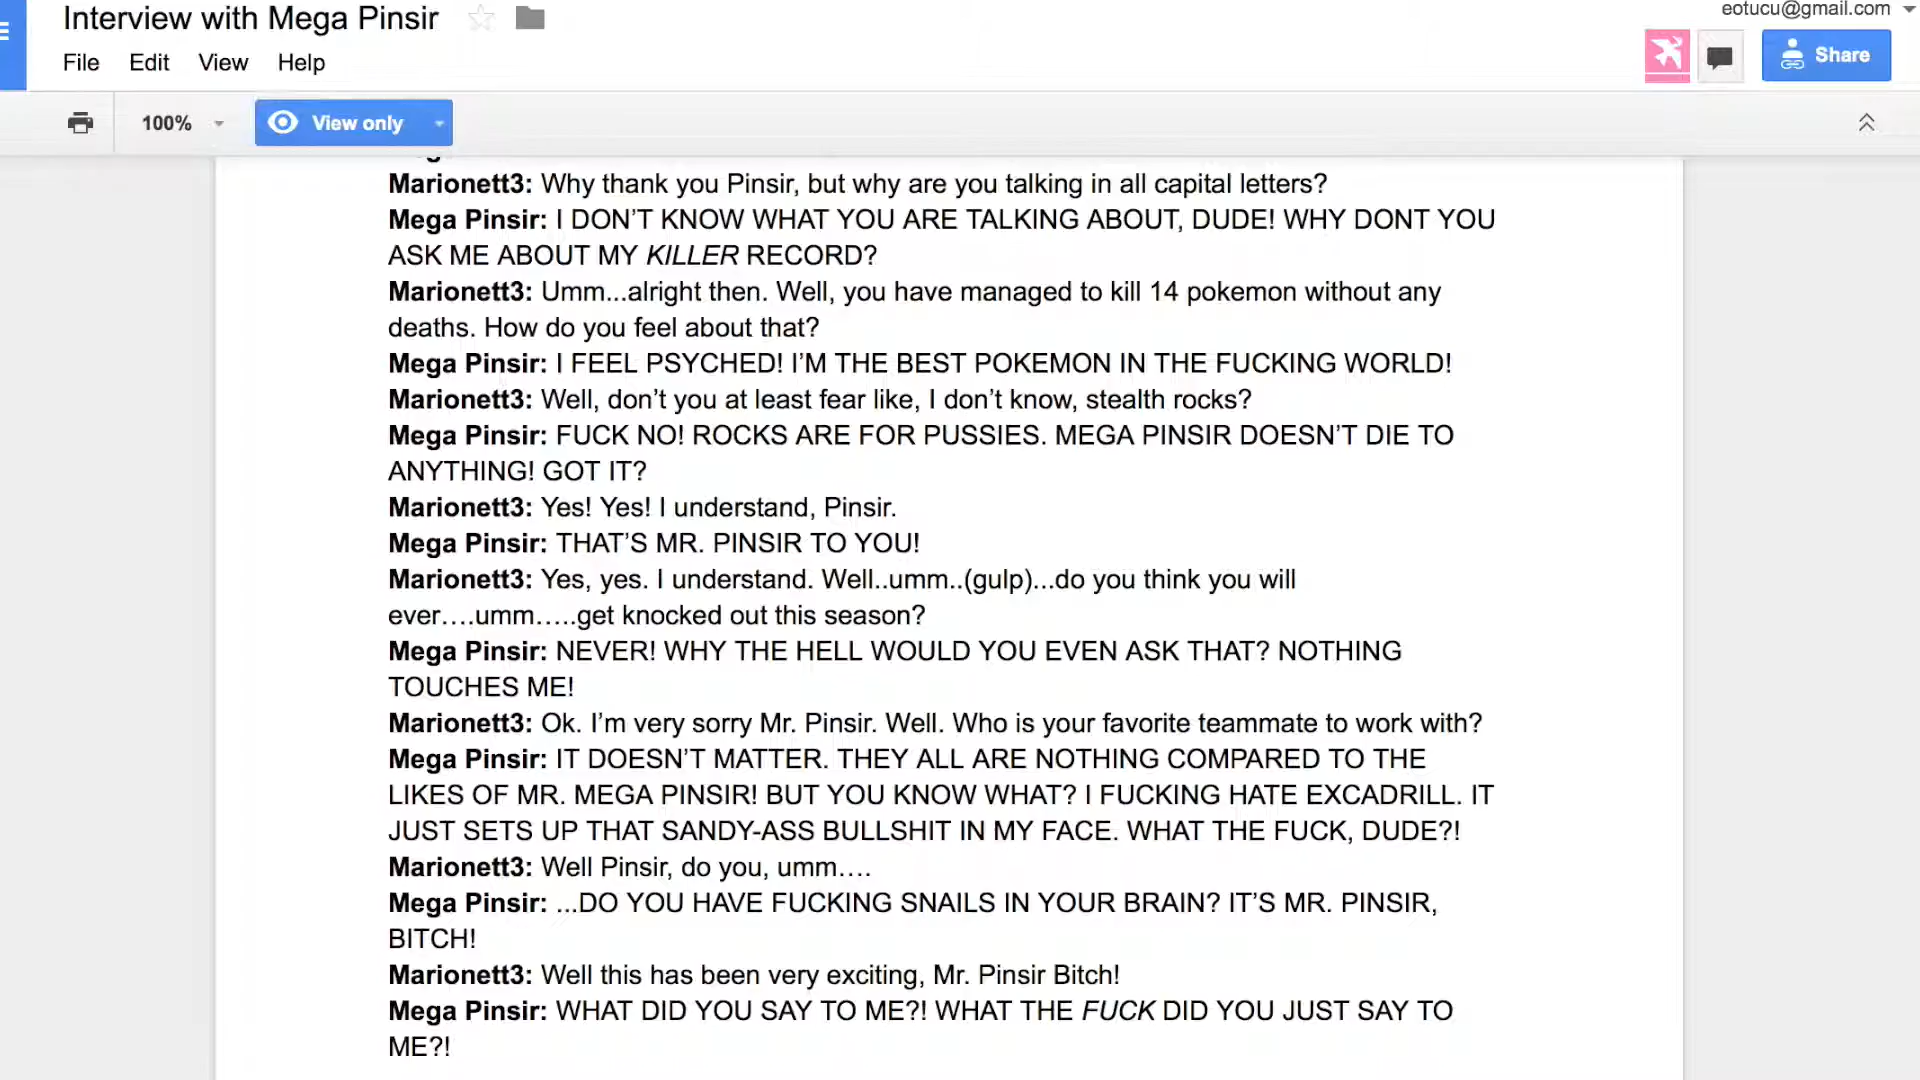 Interview with Mega Pinsir
eotucu@gmail.com
File Edit View Help
Share
100%
View only
Marionett3: Why thank you Pinsir, but why are you talking in all capital letters?
Mega Pinsir: I DON’T KNOW WHAT YOU ARE TALKING ABOUT, DUDE! WHY DONT YOU
ASK ME ABOUT MY KILLER RECORD?
Marionett3: Umm...alright then. Well, you have managed to kill 14 pokemon without any
deaths. How do you feel about that?
Mega Pinsir: I FEEL PSYCHED! I’M THE BEST POKEMON IN THE FUCKING WORLD!
Marionett3: Well, don’t you at least fear like, I don’t know, stealth rocks?
Mega Pinsir: FUCK NO! ROCKS ARE FOR PUSSIES. MEGA PINSIR DOESN’T DIE TO
ANYTHING! GOT IT?
Marionett3: Yes! Yes! I understand, Pinsir.
Mega Pinsir: THAT’S MR. PINSIR TO YOU!
Marionett3: Yes, yes. I understand. Well..umm..(gulp)...do you think you will
ever….umm…..get knocked out this season?
Mega Pinsir: NEVER! WHY THE HELL WOULD YOU EVEN ASK THAT? NOTHING
TOUCHES ME!
Marionett3: Ok. I’m very sorry Mr. Pinsir. Well. Who is your favorite teammate to work with?
Mega Pinsir: IT DOESN’T MATTER. THEY ALL ARE NOTHING COMPARED TO THE
LIKES OF MR. MEGA PINSIR! BUT YOU KNOW WHAT? I FUCKING HATE EXCADRILL. IT
JUST SETS UP THAT SANDY-ASS BULLSHIT IN MY FACE. WHAT THE FUCK, DUDE?!
Marionett3: Well Pinsir, do you, umm….
Mega Pinsir: ...DO YOU HAVE FUCKING SNAILS IN YOUR BRAIN? IT’S MR. PINSIR,
BITCH!
Marionett3: Well this has been very exciting, Mr. Pinsir Bitch!
Mega Pinsir: WHAT DID YOU SAY TO ME?! WHAT THE FUCK DID YOU JUST SAY TO
ME?!